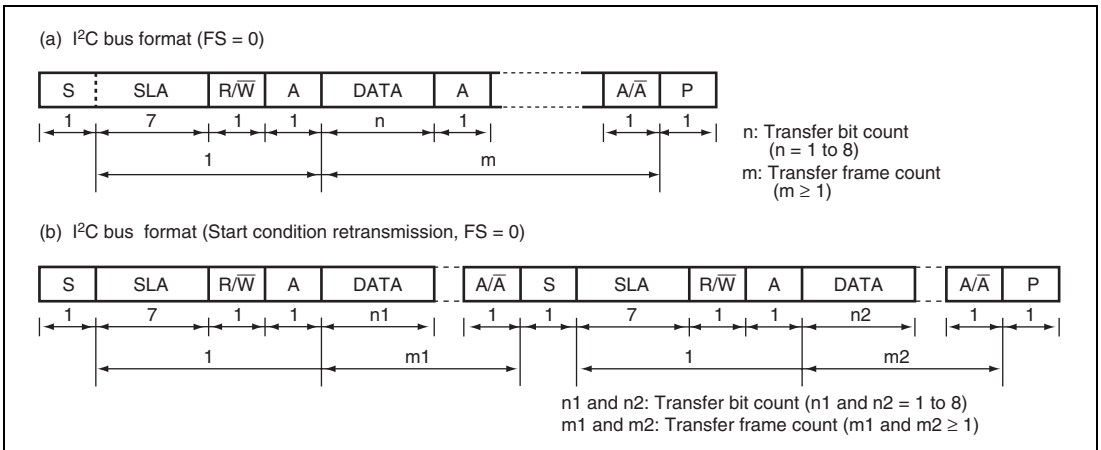 (a) I²C bus format (FS = 0)
S SLA R/W̅ A DATA A A/A̅ P
1 7 1 1 n 1 1 1
1 m
n: Transfer bit count
(n = 1 to 8)
m: Transfer frame count
(m ≥ 1)
(b) I²C bus format (Start condition retransmission, FS = 0)
S SLA R/W̅ A DATA A/A̅ S SLA R/W̅ A DATA A/A̅ P
1 7 1 1 n1 1 1 7 1 1 n2 1 1
1 m1 1 m2
n1 and n2: Transfer bit count (n1 and n2 = 1 to 8)
m1 and m2: Transfer frame count (m1 and m2 ≥ 1)